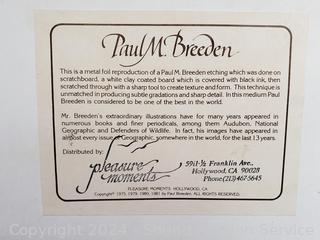 Paul M. Breeden
This is a metal foil reproduction of a Paul M. Breeden etching which was done on
scratchboard, a white clay coated board which is covered with black ink, then
scratched through with a sharp tool to create texture and form. This technique is
unmatched in producing subtle gradations and sharp detail. In this medium Paul
Breeden is considered to be one of the best in the world.
Mr. Breeden's extraordinary illustrations have for many years appeared in
numerous books and finer periodicals, among them Audubon, National
Geographic and Defenders of Wildlife. In fact, his images have appeared in
almost every issue of Geographic, somewhere in the world, for the last 13 years.
Distributed by:
pleasure
moments
5911-½ Franklin Ave.,
Hollywood, CA 90028
Phone (213) 467-5645
PLEASURE MOMENTS: HOLLYWOOD, CA
Copyright® 1975, 1979, 1980, 1981 by Paul Breeden, ALL RIGHTS RESERVED.
Copyright 2024